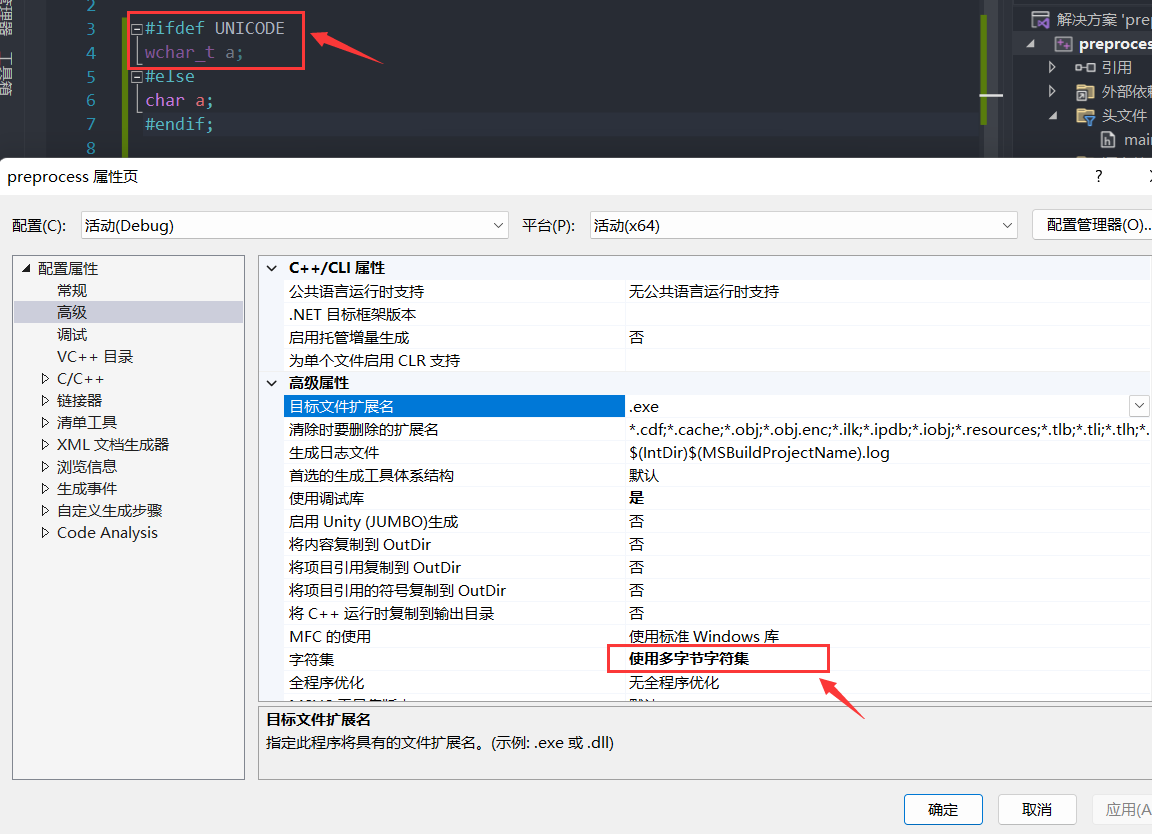 2
3 #ifdef UNICODE
4 wchar_t a;
5 #else
6 char a;
7 #endif;
8
工具箱
解决方案 'pre
preproces
引用
外部依
头文件
main
preprocess 属性页
?
配置(C):
活动(Debug)
平台(P):
活动(x64)
配置管理器(O)..
配置属性
常规
高级
调试
VC++ 目录
C/C++
链接器
清单工具
XML 文档生成器
浏览信息
生成事件
自定义生成步骤
Code Analysis
C++/CLI 属性
公共语言运行时支持 无公共语言运行时支持
.NET 目标框架版本
启用托管增量生成 否
为单个文件启用 CLR 支持
高级属性
目标文件扩展名 .exe
清除时要删除的扩展名 *.cdf;*.cache;*.obj;*.obj.enc;*.ilk;*.ipdb;*.iobj;*.resources;*.tlb;*.tli;*.tlh;*.
生成日志文件 $(IntDir)$(MSBuildProjectName).log
首选的生成工具体系结构 默认
使用调试库 是
启用 Unity (JUMBO)生成 否
将内容复制到 OutDir 否
将项目引用复制到 OutDir 否
将项目引用的符号复制到 OutDir 否
将 C++ 运行时复制到输出目录 否
MFC 的使用 使用标准 Windows 库
字符集 使用多字节字符集
全程序优化 无全程序优化
目标文件扩展名
指定此程序将具有的文件扩展名。(示例: .exe 或 .dll)
确定
取消
应用(A